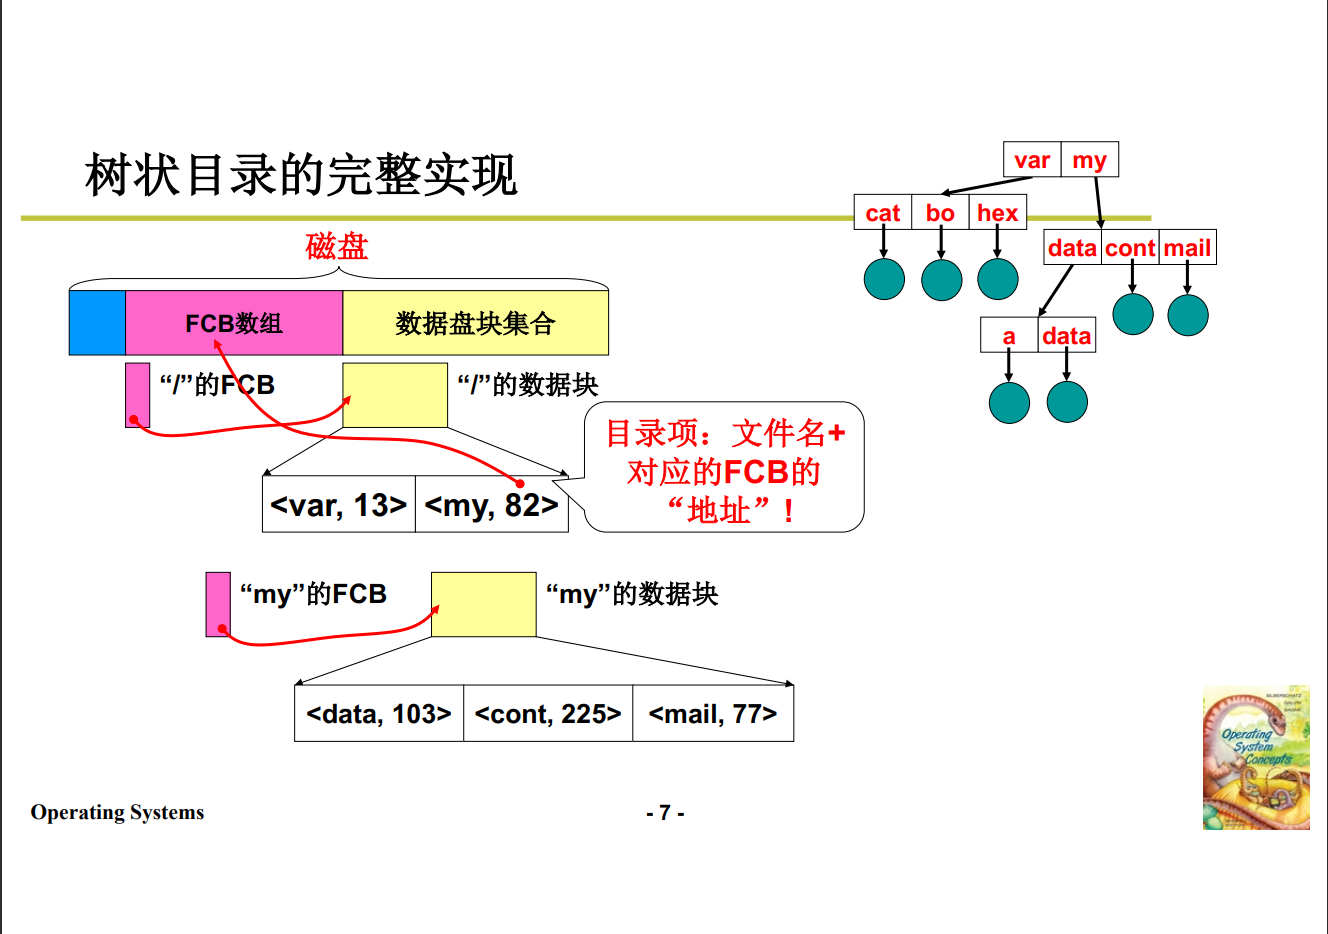 树状目录的完整实现
var my
cat bo hex
data cont mail
a data
磁盘
FCB数组 数据盘块集合
“/”的FCB “/”的数据块
目录项：文件名+
对应的FCB的
“地址”！
<var, 13> <my, 82>
“my”的FCB “my”的数据块
<data, 103> <cont, 225> <mail, 77>
SILBERSCHATZ
GALVIN
Operating
System
Concepts
Operating Systems
- 7 -